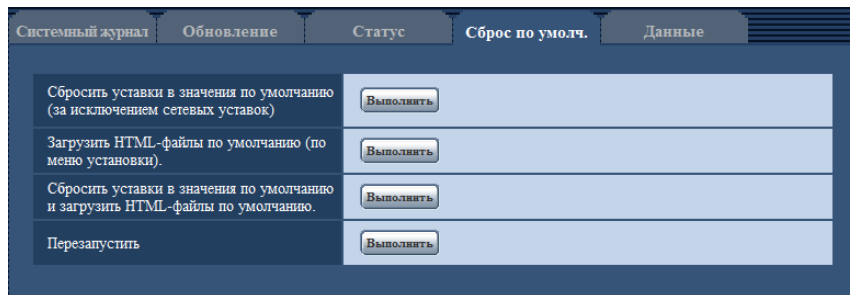 Системный журнал Обновление Статус Сброс по умолч. Данные
Сбросить уставки в значения по умолчанию
(за исключением сетевых уставок)
Выполнить
Загрузить HTML-файлы по умолчанию (по
меню установки).
Выполнить
Сбросить уставки в значения по умолчанию
и загрузить HTML-файлы по умолчанию.
Выполнить
Перезапустить
Выполнить